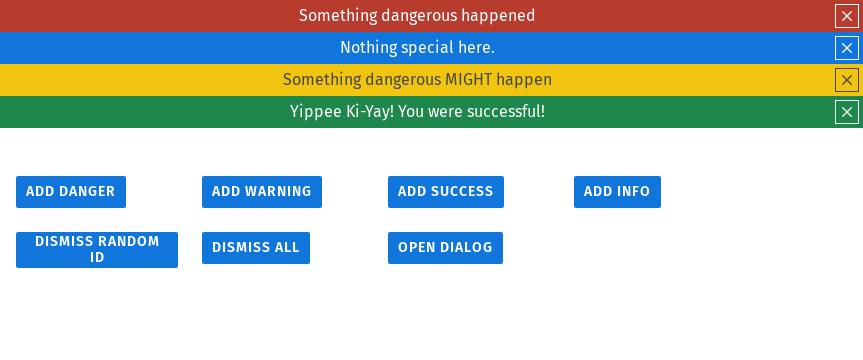 Something dangerous happened
Nothing special here.
Something dangerous MIGHT happen
Yippee Ki-Yay! You were successful!
ADD DANGER
ADD WARNING
ADD SUCCESS
ADD INFO
DISMISS RANDOM
ID
DISMISS ALL
OPEN DIALOG